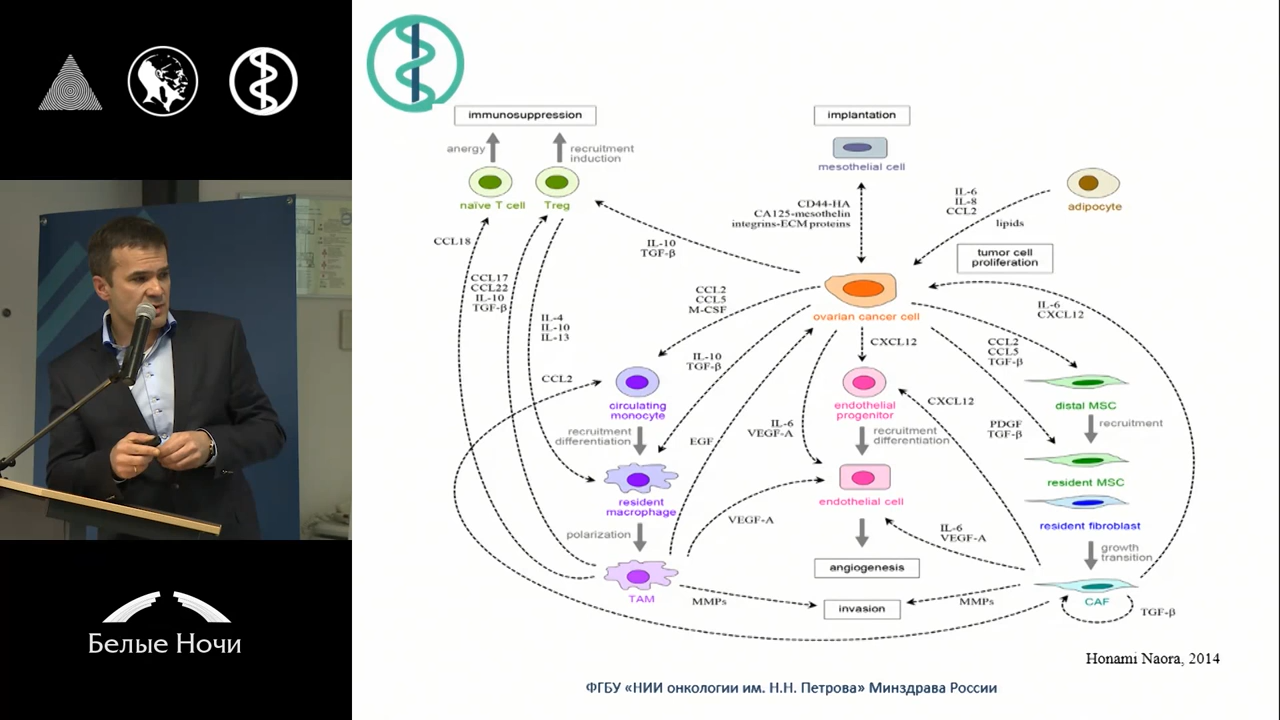 immunosuppression
implantation
anergy
recruitment
induction
mesothelial cell
naïve T cell
Treg
adipocyte
CD44-HA
CA125-mesothelin
integrins-ECM proteins
IL-6
IL-8
CCL2
lipids
CCL18
IL-10
TGF-β
tumor cell
proliferation
CCL17
CCL22
IL-10
TGF-β
CCL2
CCL5
M-CSF
ovarian cancer cell
IL-6
CXCL12
IL-4
IL-10
IL-13
IL-10
TGF-β
CXCL12
CCL2
CCL5
TGF-β
CCL2
circulating
monocyte
endothelial
progenitor
CXCL12
distal MSC
recruitment
differentiation
EGF
IL-6
VEGF-A
recruitment
differentiation
PDGF
TGF-β
recruitment
resident
macrophage
endothelial cell
resident MSC
VEGF-A
resident fibroblast
polarization
IL-6
VEGF-A
growth
transition
angiogenesis
TAM
MMPs
invasion
MMPs
CAF
TGF-β
Honami Naora, 2014
ФГБУ «НИИ онкологии им. Н.Н. Петрова» Минздрава России
Белые Ночи